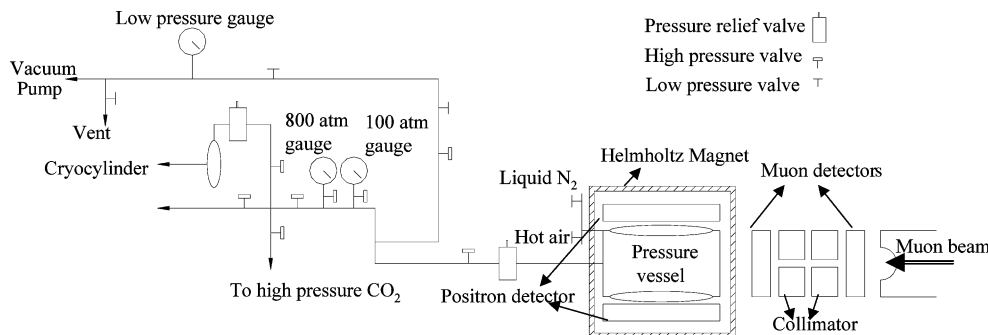 Low pressure gauge
Pressure relief valve
High pressure valve
Low pressure valve
Vacuum
Pump
Vent
800 atm
gauge
100 atm
gauge
Cryocylinder
Helmholtz Magnet
Liquid N2
Muon detectors
Hot air
Pressure
vessel
Muon beam
To high pressure CO2
Positron detector
Collimator